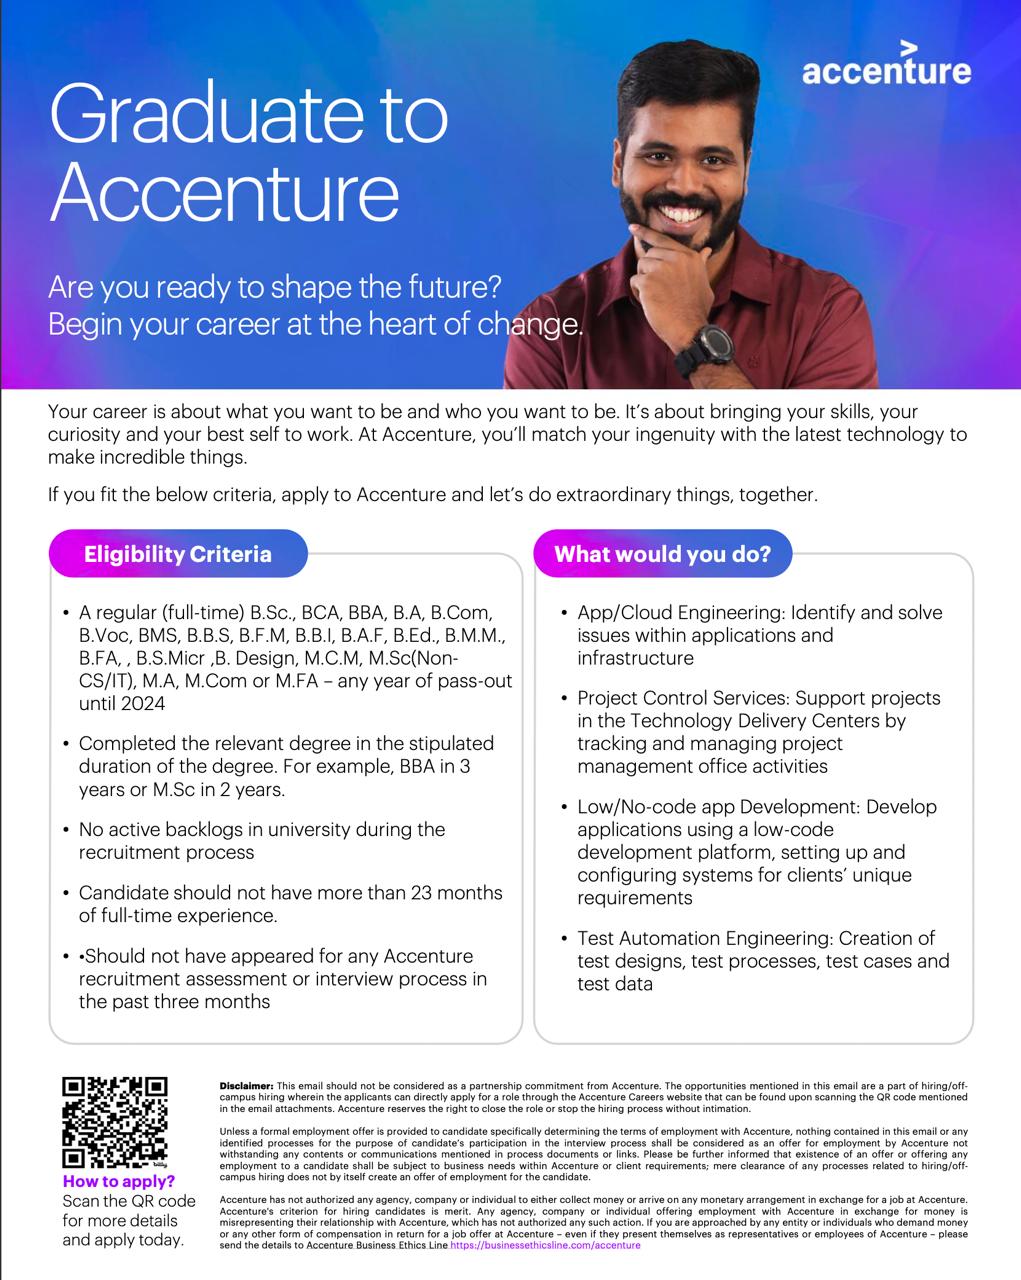 accenture
Graduate to
Accenture
Are you ready to shape the future?
Begin your career at the heart of change.
Your career is about what you want to be and who you want to be. It's about bringing your skills, your
curiosity and your best self to work. At Accenture, you'll match your ingenuity with the latest technology to
make incredible things.
If you fit the below criteria, apply to Accenture and let's do extraordinary things, together.
Eligibility Criteria
• A regular (full-time) B.Sc., BCA, BBA, B.A, B.Com,
B.Voc, BMS, B.B.S, B.F.M, B.B.I, B.A.F, B.Ed., B.M.M.,
B.FA, , B.S.Micr ,B. Design, M.C.M, M.Sc(Non-
CS/IT), M.A, M.Com or M.FA – any year of pass-out
until 2024
• Completed the relevant degree in the stipulated
duration of the degree. For example, BBA in 3
years or M.Sc in 2 years.
• No active backlogs in university during the
recruitment process
• Candidate should not have more than 23 months
of full-time experience.
• •Should not have appeared for any Accenture
recruitment assessment or interview process in
the past three months
What would you do?
• App/Cloud Engineering: Identify and solve
issues within applications and
infrastructure
• Project Control Services: Support projects
in the Technology Delivery Centers by
tracking and managing project
management office activities
• Low/No-code app Development: Develop
applications using a low-code
development platform, setting up and
configuring systems for clients' unique
requirements
• Test Automation Engineering: Creation of
test designs, test processes, test cases and
test data
bitly
How to apply?
Scan the QR code
for more details
and apply today.
Disclaimer: This email should not be considered as a partnership commitment from Accenture. The opportunities mentioned in this email are a part of hiring/off-
campus hiring wherein the applicants can directly apply for a role through the Accenture Careers website that can be found upon scanning the QR code mentioned
in the email attachments. Accenture reserves the right to close the role or stop the hiring process without intimation.
Unless a formal employment offer is provided to candidate specifically determining the terms of employment with Accenture, nothing contained in this email or any
identified processes for the purpose of candidate's participation in the interview process shall be considered as an offer for employment by Accenture not
withstanding any contents or communications mentioned in process documents or links. Please be further informed that existence of an offer or offering any
employment to a candidate shall be subject to business needs within Accenture or client requirements; mere clearance of any processes related to hiring/off-
campus hiring does not by itself create an offer of employment for the candidate.
Accenture has not authorized any agency, company or individual to either collect money or arrive on any monetary arrangement in exchange for a job at Accenture.
Accenture's criterion for hiring candidates is merit. Any agency, company or individual offering employment with Accenture in exchange for money is
misrepresenting their relationship with Accenture, which has not authorized any such action. If you are approached by any entity or individuals who demand money
or any other form of compensation in return for a job offer at Accenture – even if they present themselves as representatives or employees of Accenture – please
send the details to Accenture Business Ethics Line https://businessethicsline.com/accenture